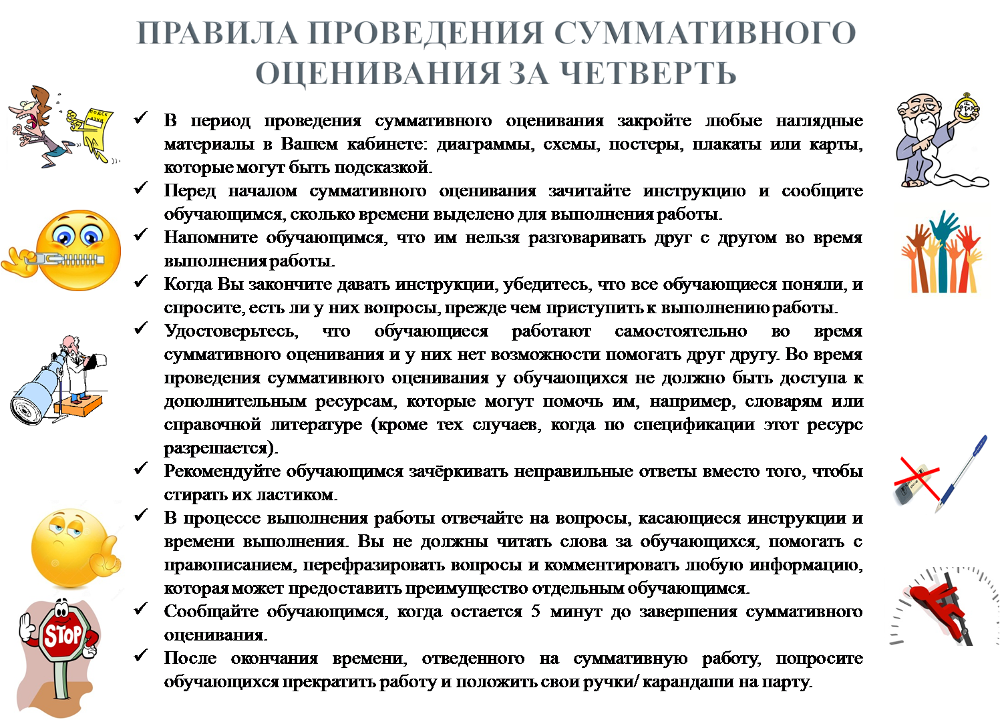 ПРАВИЛА ПРОВЕДЕНИЯ СУММАТИВНОГО
ОЦЕНИВАНИЯ ЗА ЧЕТВЕРТЬ
ПОДСК
АЗКИ
✓ В период проведения суммативного оценивания закройте любые наглядные
материалы в Вашем кабинете: диаграммы, схемы, постеры, плакаты или карты,
которые могут быть подсказкой.
✓ Перед началом суммативного оценивания зачитайте инструкцию и сообщите
обучающимся, сколько времени выделено для выполнения работы.
✓ Напомните обучающимся, что им нельзя разговаривать друг с другом во время
выполнения работы.
✓ Когда Вы закончите давать инструкции, убедитесь, что все обучающиеся поняли, и
спросите, есть ли у них вопросы, прежде чем приступить к выполнению работы.
✓ Удостоверьтесь, что обучающиеся работают самостоятельно во время
суммативного оценивания и у них нет возможности помогать друг другу. Во время
проведения суммативного оценивания у обучающихся не должно быть доступа к
дополнительным ресурсам, которые могут помочь им, например, словарям или
справочной литературе (кроме тех случаев, когда по спецификации этот ресурс
разрешается).
✓ Рекомендуйте обучающимся зачёркивать неправильные ответы вместо того, чтобы
стирать их ластиком.
✓ В процессе выполнения работы отвечайте на вопросы, касающиеся инструкции и
времени выполнения. Вы не должны читать слова за обучающихся, помогать с
правописанием, перефразировать вопросы и комментировать любую информацию,
которая может предоставить преимущество отдельным обучающимся.
✓ Сообщайте обучающимся, когда остается 5 минут до завершения суммативного
оценивания.
✓ После окончания времени, отведенного на суммативную работу, попросите
обучающихся прекратить работу и положить свои ручки/ карандаши на парту.
STOP